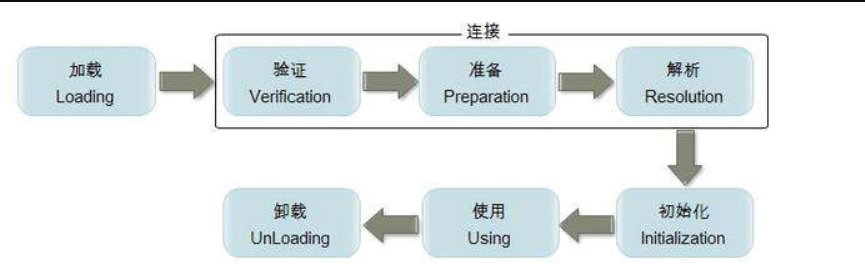 连接
加载
Loading
验证
Verification
准备
Preparation
解析
Resolution
初始化
Initialization
使用
Using
卸载
UnLoading